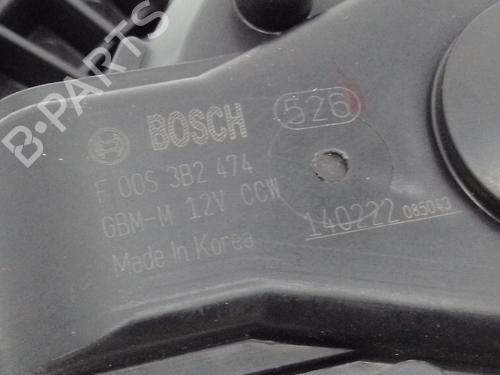 B-PARTS
BOSCH 526
F 00S 3B2 474
GBM-M 12V CCW
140222 085043
Made In Korea